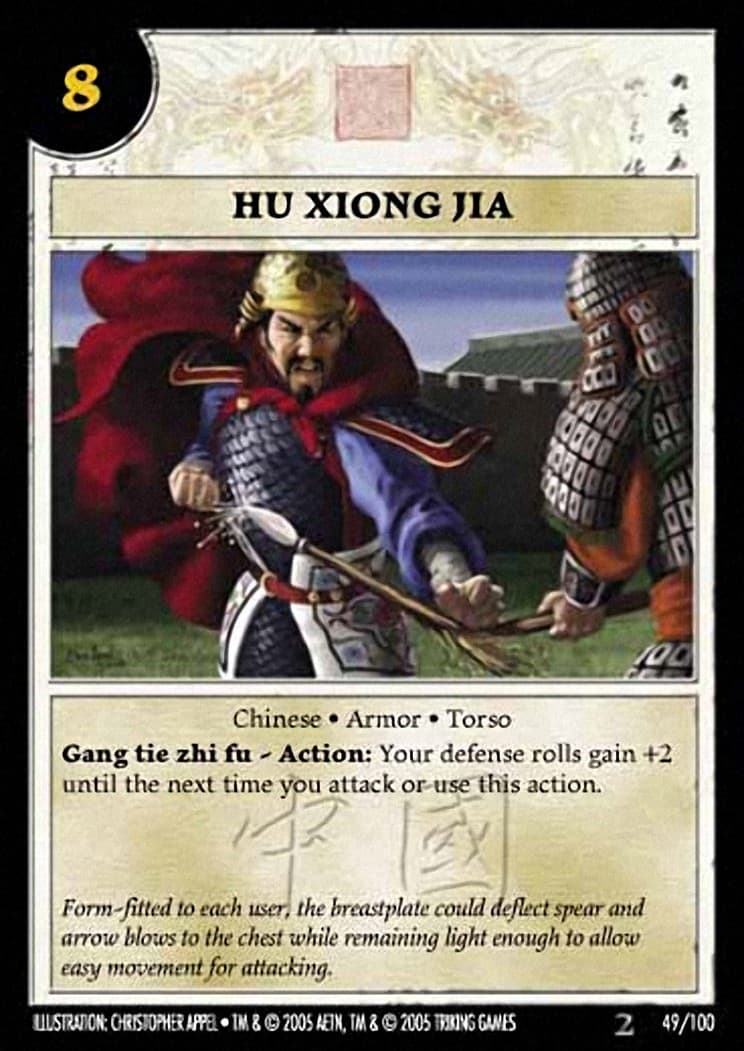 8
HU XIONG JIA
Chinese • Armor • Torso
Gang tie zhi fu - Action: Your defense rolls gain +2
until the next time you attack or use this action.
中國
Form-fitted to each user, the breastplate could deflect spear and
arrow blows to the chest while remaining light enough to allow
easy movement for attacking.
ILLUSTRATION: CHRISTOPHER APPEL • TM & © 2005 AETN, TM & © 2005 TRIKING GAMES
2
49/100